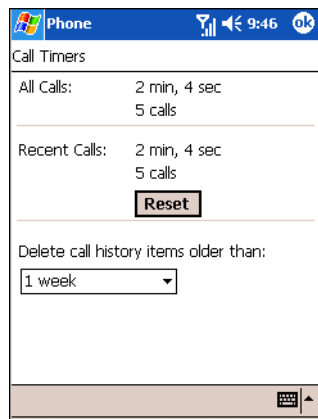 Phone 9:46 ok
Call Timers
All Calls: 2 min, 4 sec
5 calls
Recent Calls: 2 min, 4 sec
5 calls
Reset
Delete call history items older than:
1 week